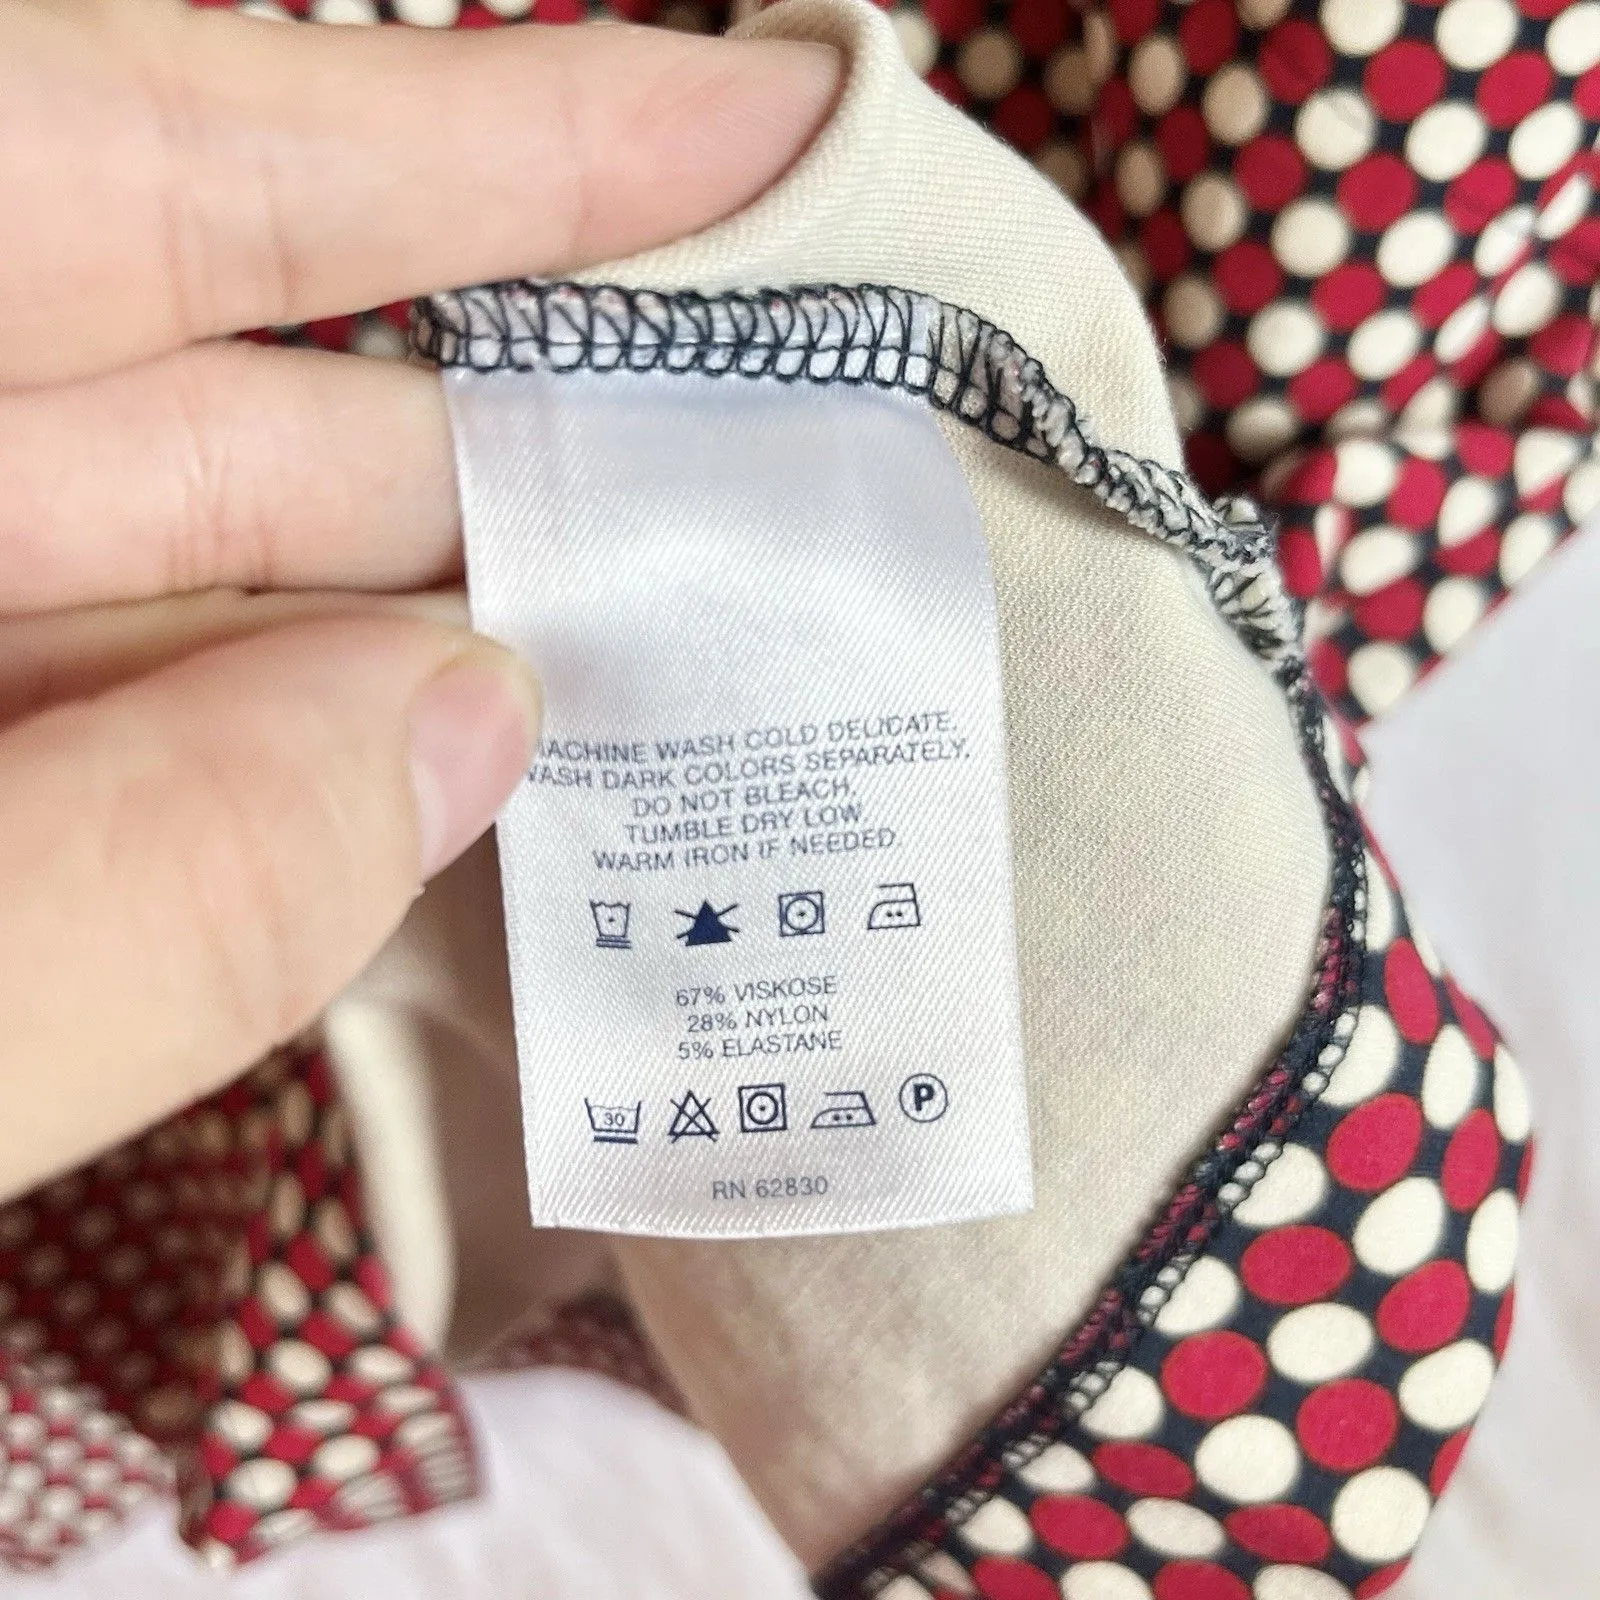 MACHINE WASH COLD DELICATE.
WASH DARK COLORS SEPARATELY.
DO NOT BLEACH.
TUMBLE DRY LOW
WARM IRON IF NEEDED.
67% VISKOSE
28% NYLON
5% ELASTANE
30 P
RN 62830